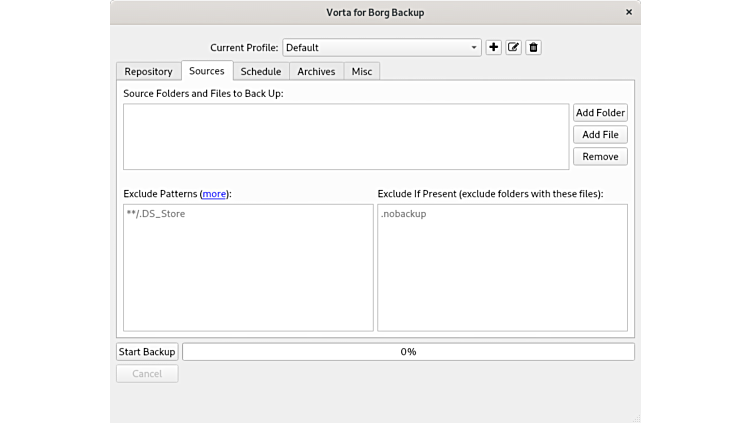 Vorta for Borg Backup
Current Profile: Default
Repository Sources Schedule Archives Misc
Source Folders and Files to Back Up:
Add Folder
Add File
Remove
Exclude Patterns (more): Exclude If Present (exclude folders with these files):
**/.DS_Store .nobackup
Start Backup 0%
Cancel